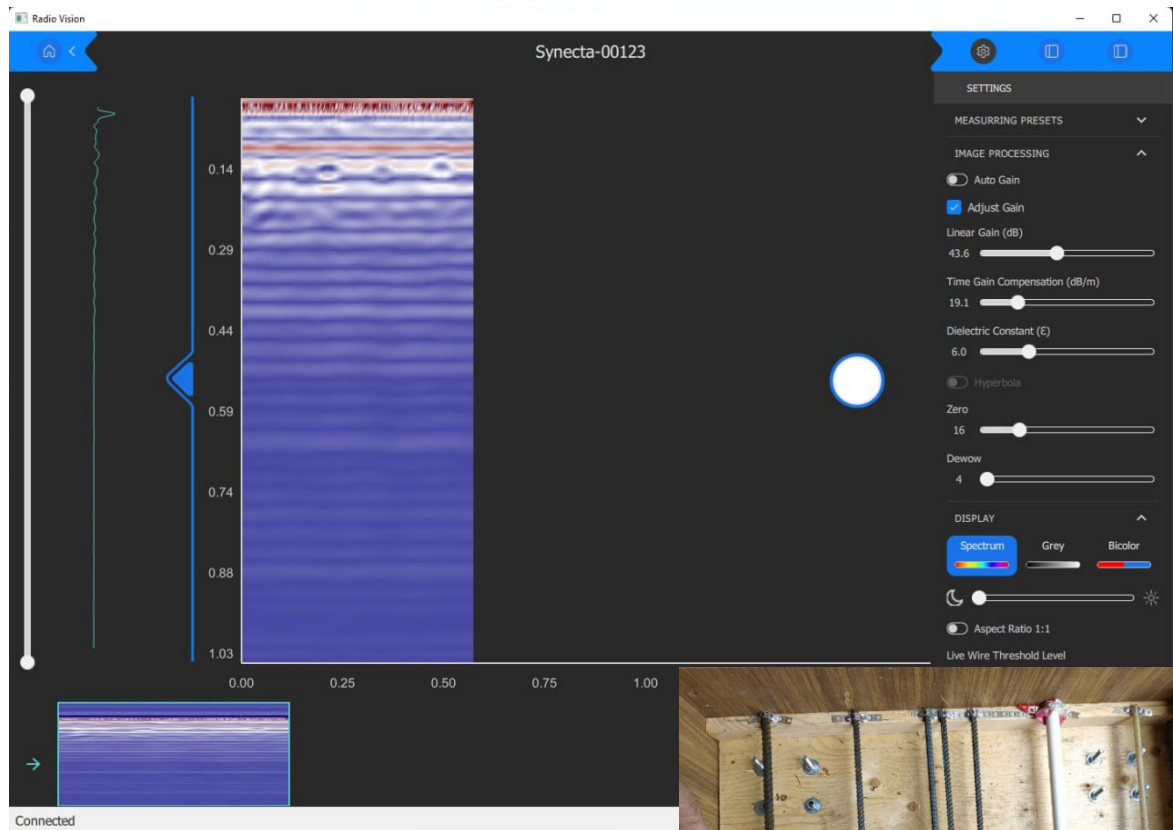 Radio Vision
Synecta-00123
SETTINGS
MEASURRING PRESETS
IMAGE PROCESSING
Auto Gain
Adjust Gain
Linear Gain (dB)
43.6
Time Gain Compensation (dB/m)
19.1
Dielectric Constant (Ɛ)
6.0
Hyperbola
Zero
16
Dewow
4
DISPLAY
Spectrum Grey Bicolor
Aspect Ratio 1:1
Live Wire Threshold Level
0.14
0.29
0.44
0.59
0.74
0.88
1.03
0.00 0.25 0.50 0.75 1.00
Connected